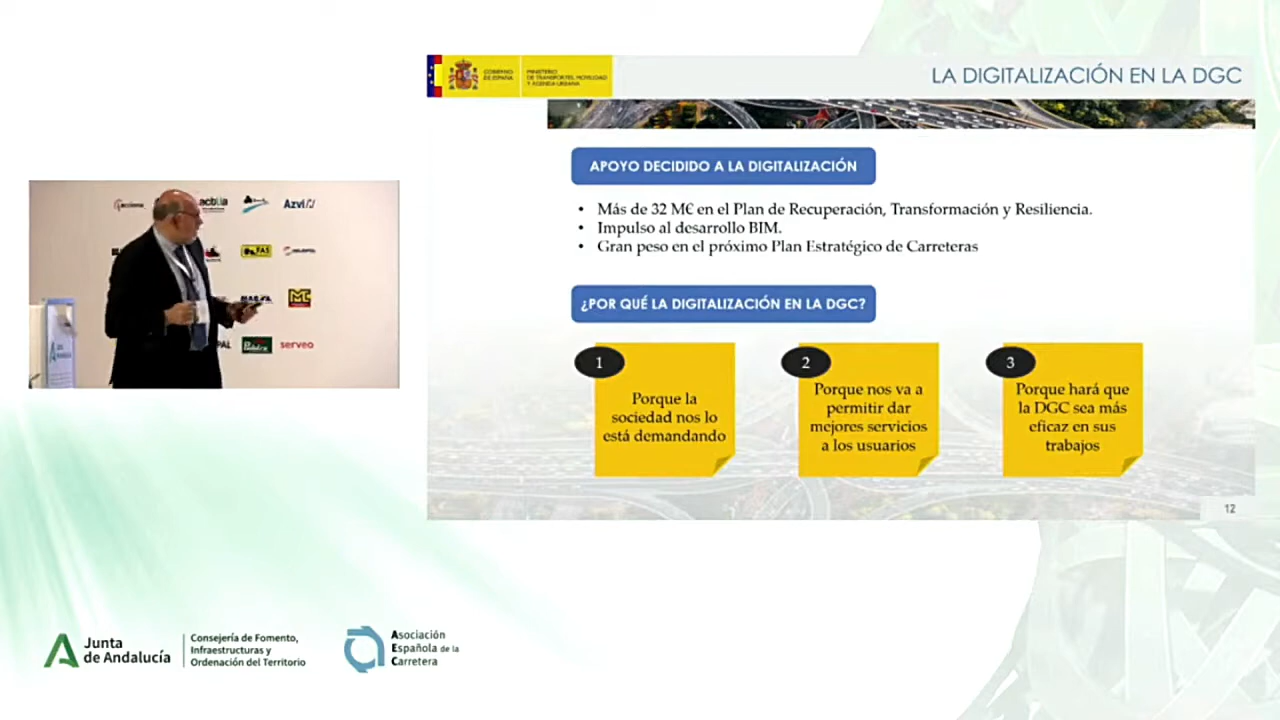 GOBIERNO
DE ESPAÑA
MINISTERIO
DE TRANSPORTES, MOVILIDAD
Y AGENDA URBANA
LA DIGITALIZACIÓN EN LA DGC
APOYO DECIDIDO A LA DIGITALIZACIÓN
• Más de 32 M€ en el Plan de Recuperación, Transformación y Resiliencia.
• Impulso al desarrollo BIM.
• Gran peso en el próximo Plan Estratégico de Carreteras
¿POR QUÉ LA DIGITALIZACIÓN EN LA DGC?
1
Porque la
sociedad nos lo
está demandando
2
Porque nos va a
permitir dar
mejores servicios
a los usuarios
3
Porque hará que
la DGC sea más
eficaz en sus
trabajos
12
acciona
Azvi
serveo
Junta
de Andalucía
Consejería de Fomento,
Infraestructuras y
Ordenación del Territorio
Asociación
Española de la
Carretera